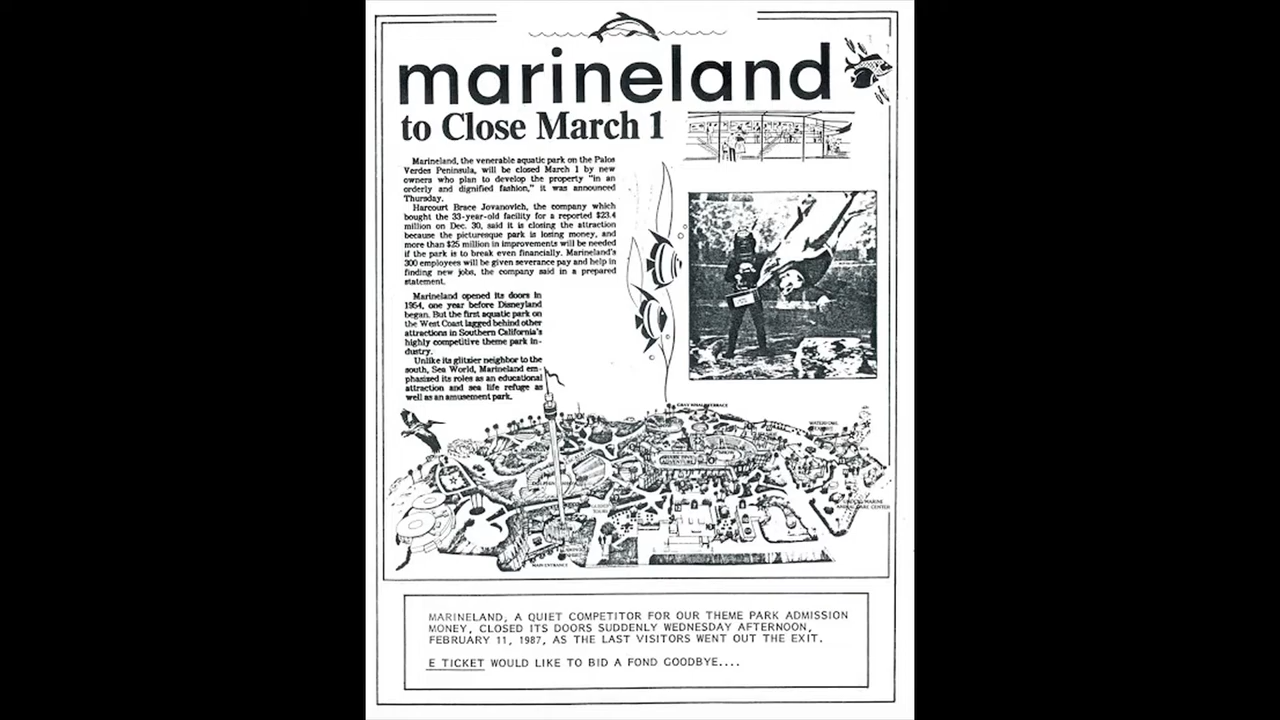 marineland
to Close March 1
Marineland, the venerable aquatic park on the Palos
Verdes Peninsula, will be closed March 1 by new
owners who plan to develop the property "in an
orderly and dignified fashion," it was announced
Thursday.
Harcourt Brace Jovanovich, the company which
bought the 33-year-old facility for a reported $23.4
million on Dec. 30, said it is closing the attraction
because the picturesque park is losing money, and
more than $25 million in improvements will be needed
if the park is to break even financially. Marineland's
300 employees will be given severance pay and help in
finding new jobs, the company said in a prepared
statement.
Marineland opened its doors in
1954, one year before Disneyland
began. But the first aquatic park on
the West Coast lagged behind other
attractions in Southern California's
highly competitive theme park in-
dustry.
Unlike its glitzier neighbor to the
south, Sea World, Marineland em-
phasized its roles as an educational
attraction and sea life refuge as
well as an amusement park.
MAIN ENTRANCE
ANIMAL CARE CENTER
MARINELAND, A QUIET COMPETITOR FOR OUR THEME PARK ADMISSION
MONEY, CLOSED ITS DOORS SUDDENLY WEDNESDAY AFTERNOON,
FEBRUARY 11, 1987, AS THE LAST VISITORS WENT OUT THE EXIT.
E TICKET WOULD LIKE TO BID A FOND GOODBYE....